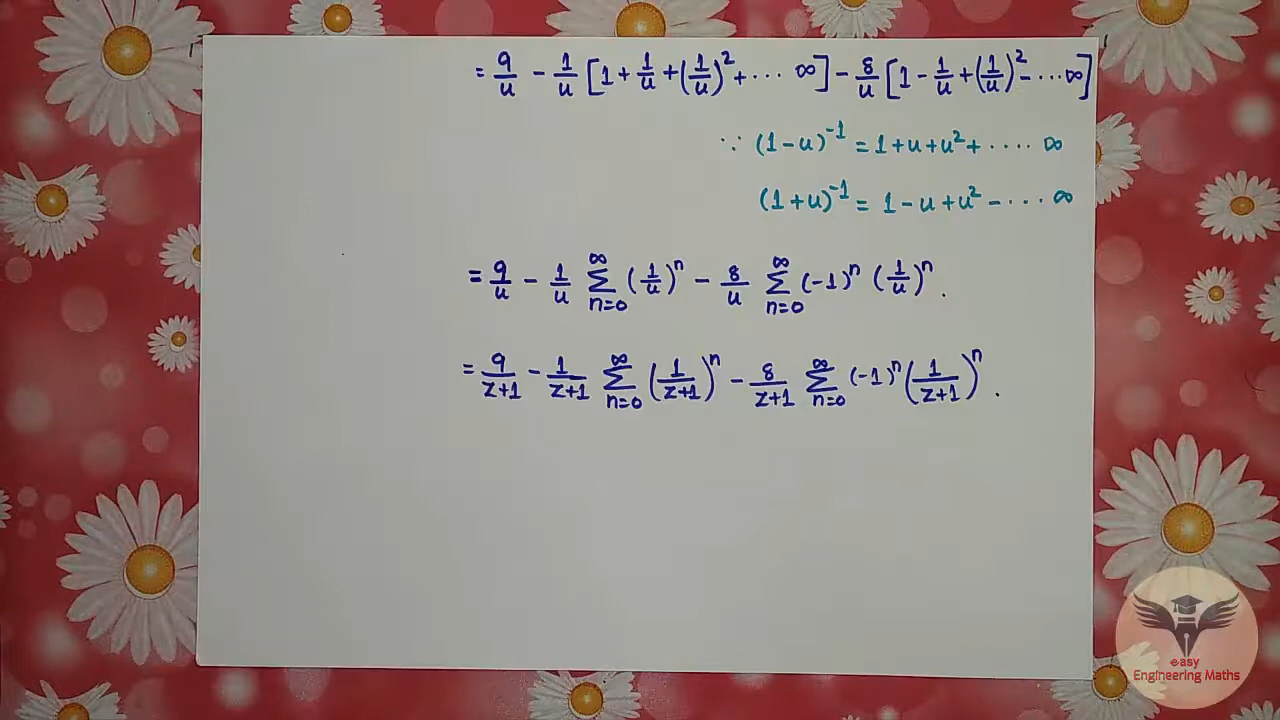 = 9/u - 1/u [1 + 1/u + (1/u)² + ··· ∞] - 8/u [1 - 1/u + (1/u)² - ··· ∞]
∵ (1-u)⁻¹ = 1+u+u²+ ···· ∞
(1+u)⁻¹ = 1-u+u² - ···· ∞
= 9/u - 1/u ∞∑n=0 (1/u)ⁿ - 8/u ∞∑n=0 (-1)ⁿ (1/u)ⁿ .
= 9/z+1 - 1/z+1 ∞∑n=0 (1/z+1)ⁿ - 8/z+1 ∞∑n=0 (-1)ⁿ (1/z+1)ⁿ .
easy
Engineering Maths